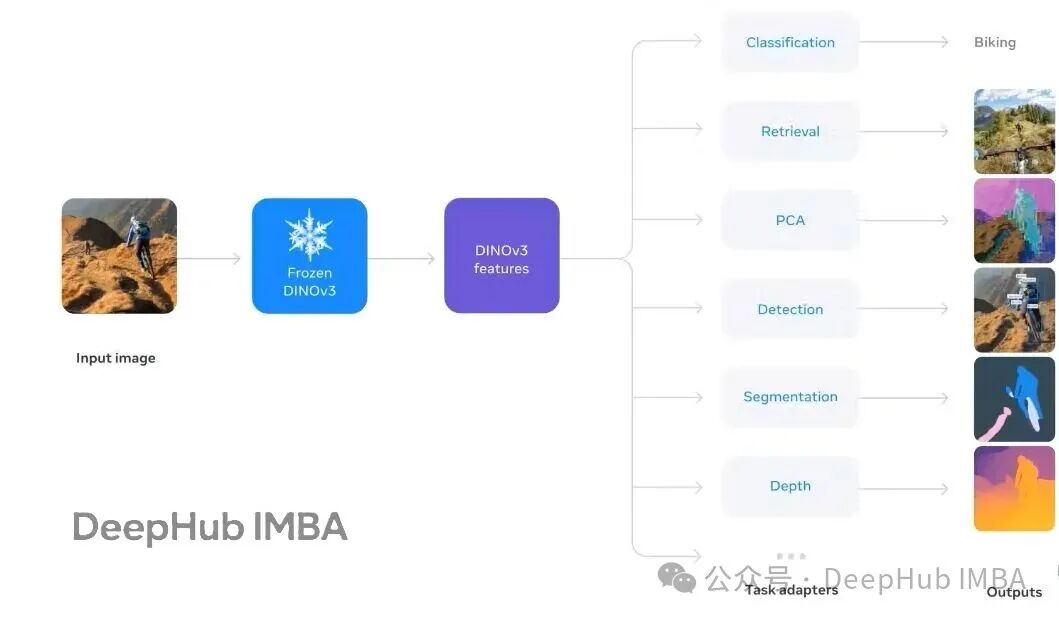 Classification
Biking
Retrieval
PCA
Frozen
DINOv3
DINOv3
features
Detection
Input image
Segmentation
Depth
DeepHub IMBA
公众号 · DeepHub IMBA
Task adapters
Outputs